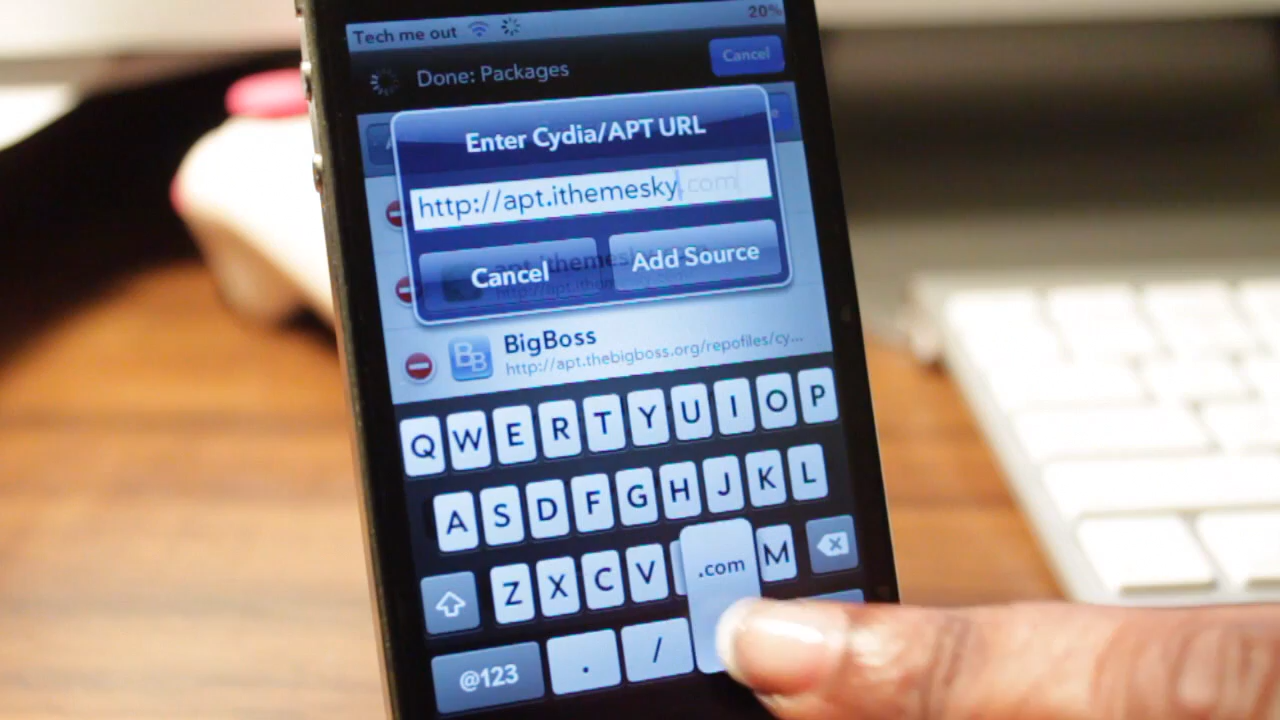 Tech me out 20%
Done: Packages Cancel
Enter Cydia/APT URL
http://apt.ithemesky.com
Cancel Add Source
BigBoss
http://apt.thebigboss.org/repofiles/cy...
Q W E R T Y U I O P
A S D F G H J K L
Z X C V M
.com
@123 . /